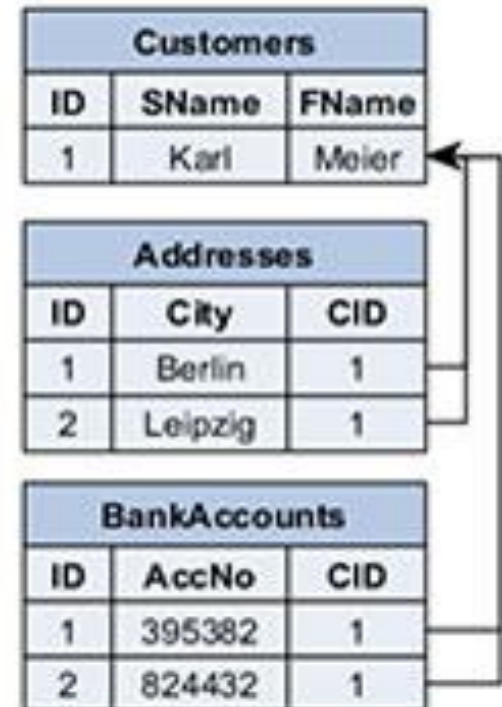 Customers
ID SName FName
1 Karl Meier
Addresses
ID City CID
1 Berlin 1
2 Leipzig 1
BankAccounts
ID AccNo CID
1 395382 1
2 824432 1